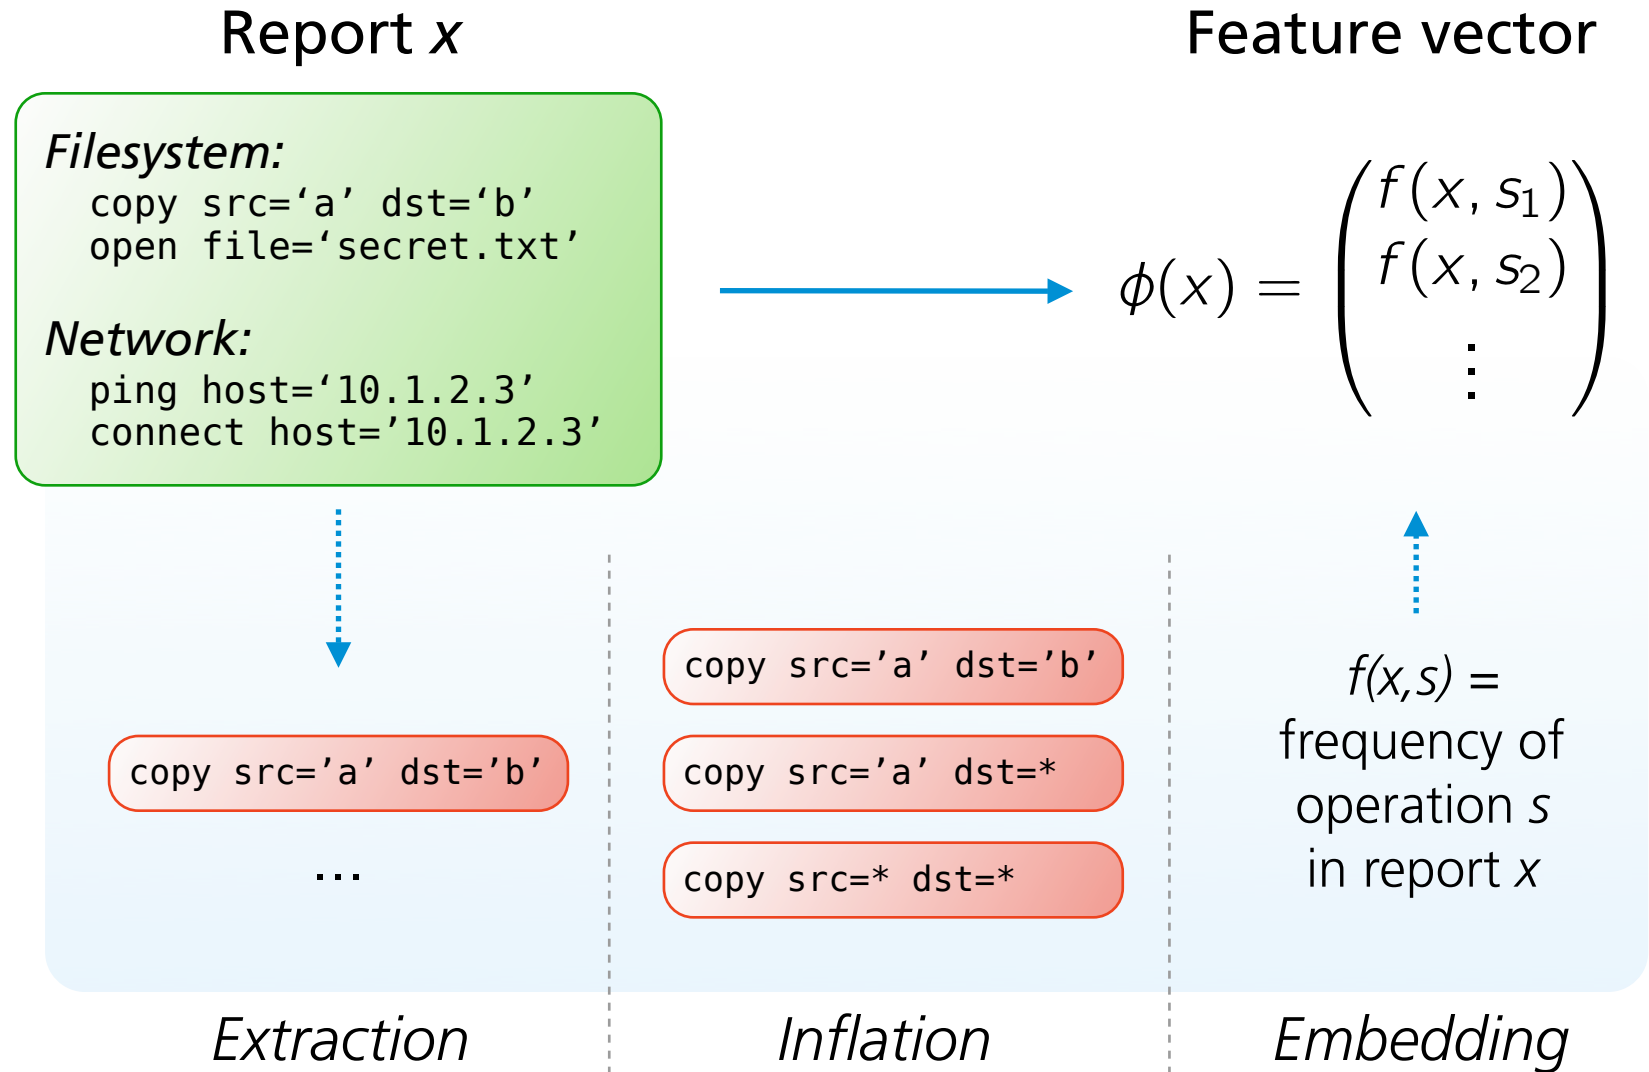 Report x
Feature vector
Filesystem:
copy src=‘a’ dst=‘b’
open file=‘secret.txt’
Network:
ping host=‘10.1.2.3’
connect host=’10.1.2.3’
ϕ(x) =
f(x, s₁)
f(x, s₂)
⋮
copy src=’a’ dst=’b’
...
copy src=’a’ dst=’b’
copy src=’a’ dst=*
copy src=* dst=*
f(x,s) =
frequency of
operation s
in report x
Extraction
Inflation
Embedding